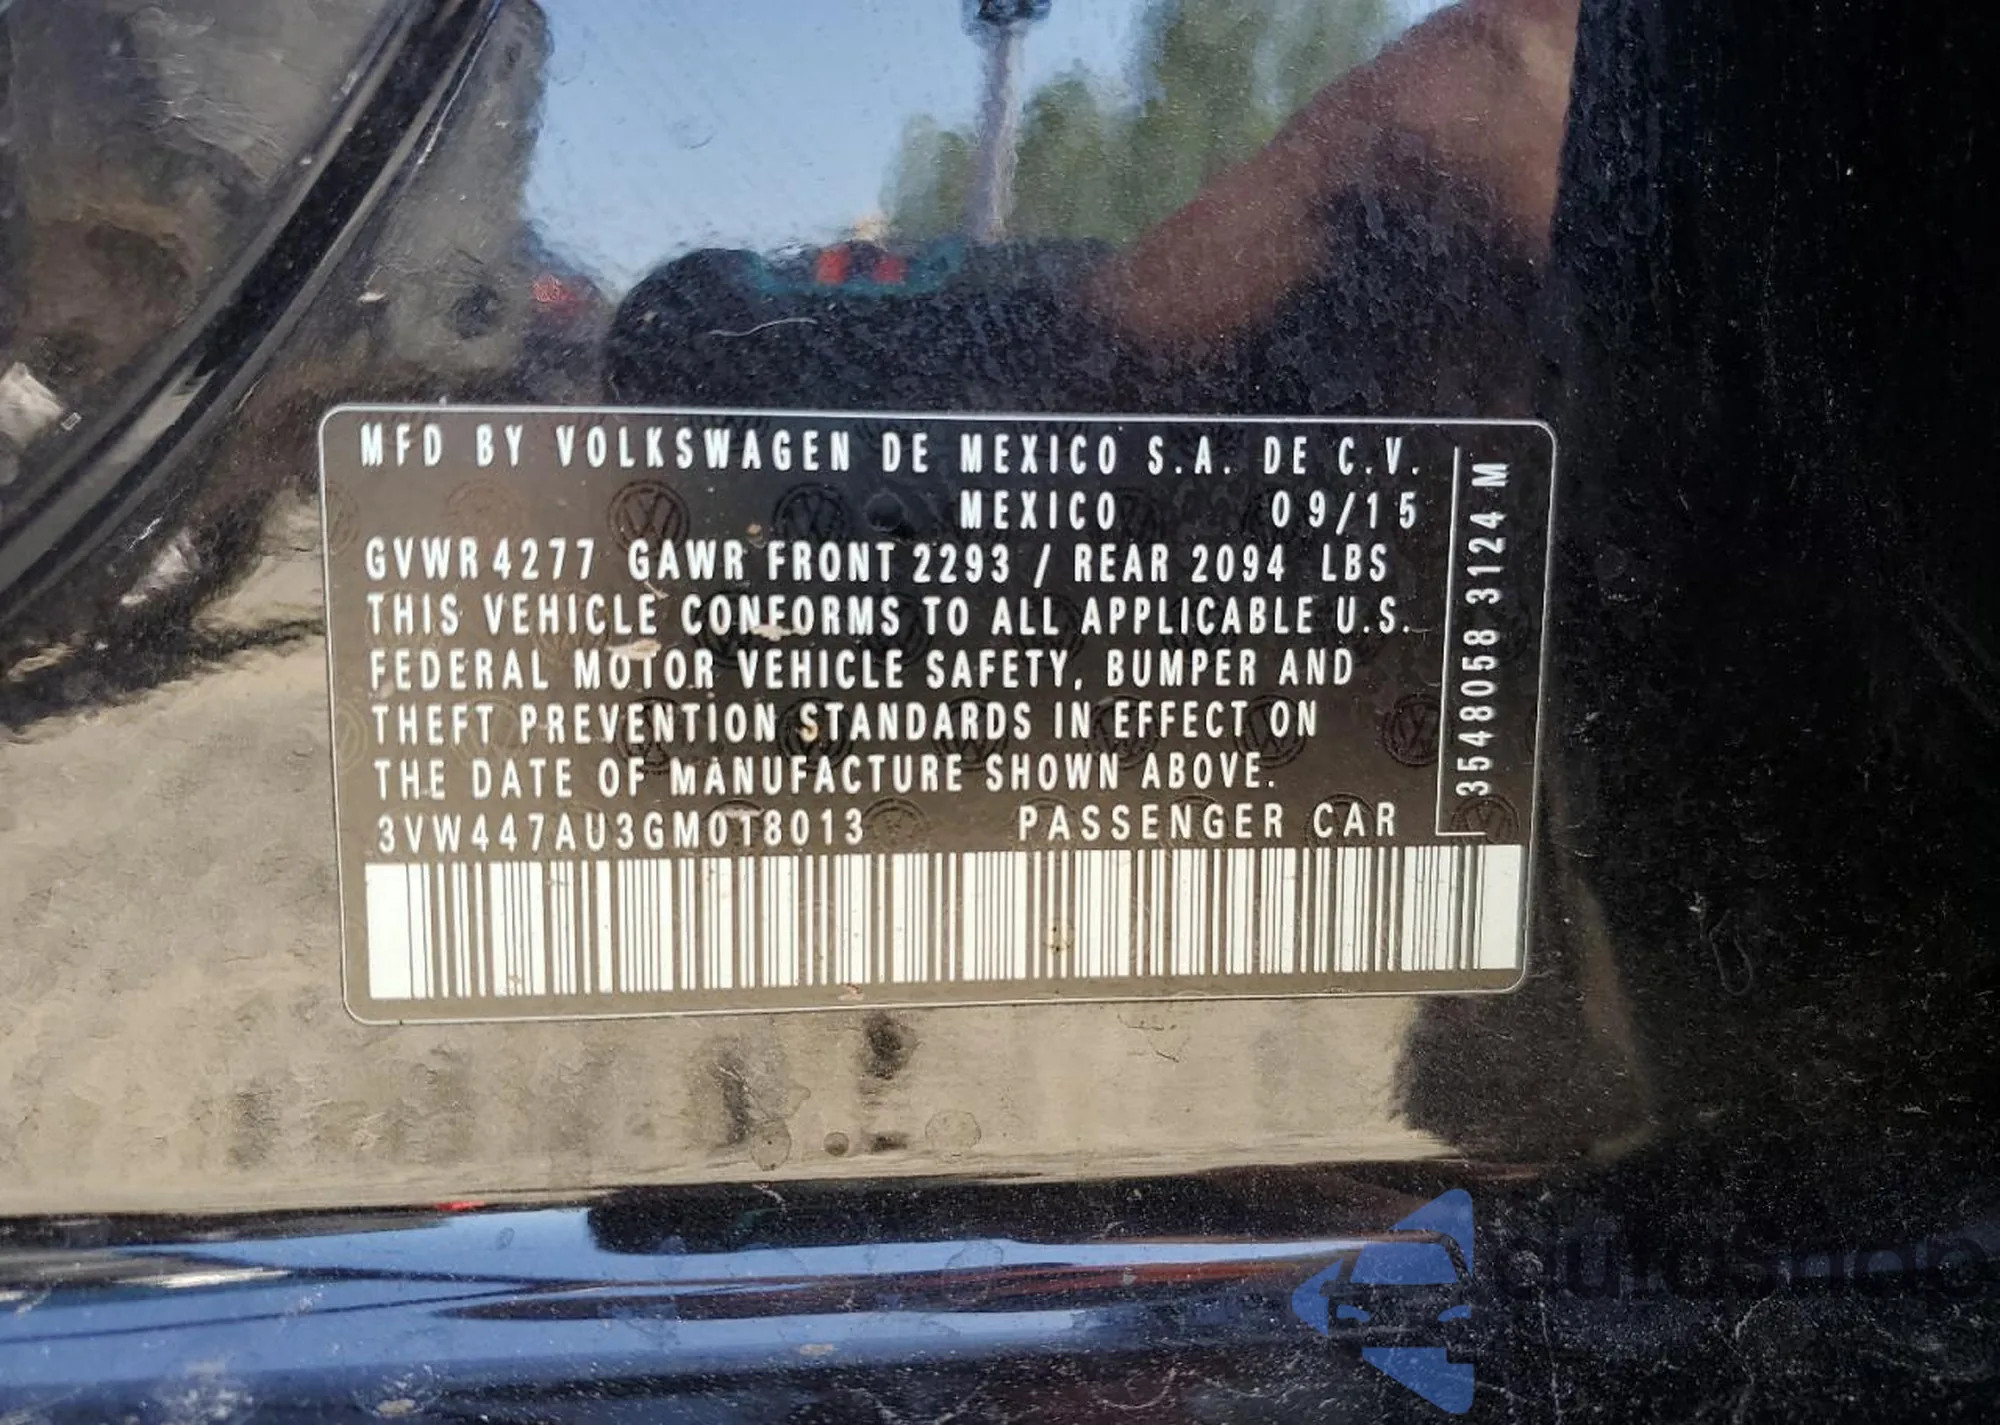 MFD BY VOLKSWAGEN DE MEXICO S.A. DE C.V.
MEXICO 09/15
GVWR 4277 GAWR FRONT 2293 / REAR 2094 LBS
THIS VEHICLE CONFORMS TO ALL APPLICABLE U.S.
FEDERAL MOTOR VEHICLE SAFETY, BUMPER AND
THEFT PREVENTION STANDARDS IN EFFECT ON
THE DATE OF MANUFACTURE SHOWN ABOVE.
3VW447AU3GM018013 PASSENGER CAR
3548058 3124 M
autosnap